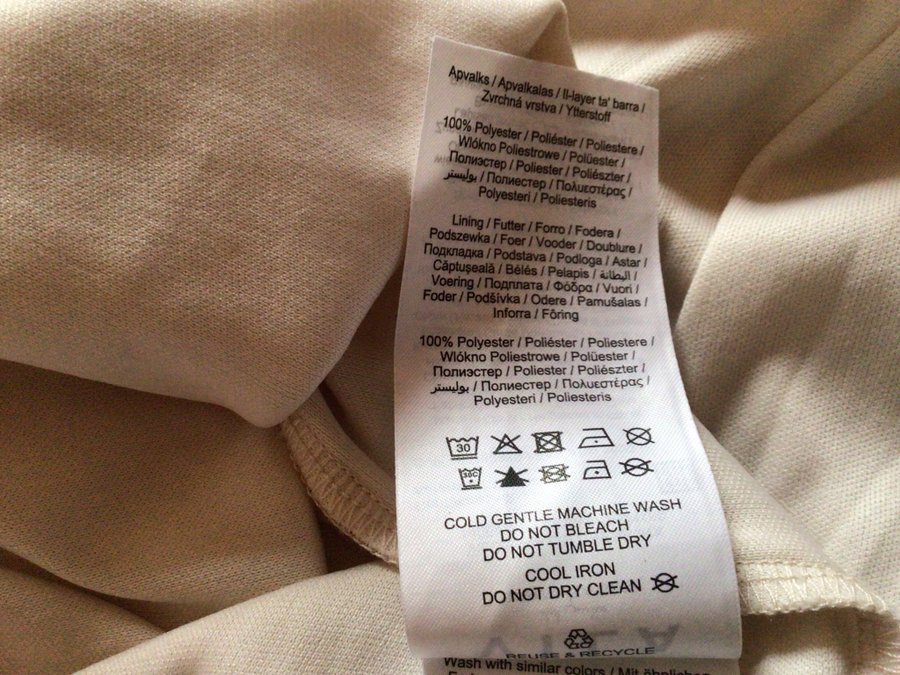 Apvalks / Apvalkalas / Il-layer ta' barra /
Zvrchná vrstva / Ytterstoff
100% Polyester / Poliéster / Poliestere /
Wlókno Poliestrowe / Polüester /
Полиэстер / Poliester / Poliészter /
بوليستر / Полиестер / Πολυεστέρας /
Polyesteri / Poliesteris
Lining / Futter / Forro / Fodera /
Podszewka / Foer / Vooder / Doublure /
Подкладка / Podstava / Podloga / Astar /
Căptușeală / Bélés / Pelapis / البطانة /
Voering / Подплата / Φόδρα / Vuori /
Foder / Podšívka / Odere / Pamušalas /
Inforra / Fôring
100% Polyester / Poliéster / Poliestere /
Wlókno Poliestrowe / Polüester /
Полиэстер / Poliester / Poliészter /
بوليستر / Полиестер / Πολυεστέρας /
Polyesteri / Poliesteris
30
30C
COLD GENTLE MACHINE WASH
DO NOT BLEACH
DO NOT TUMBLE DRY
COOL IRON
DO NOT DRY CLEAN
REUSE & RECYCLE
Wash with similar colors / Mit ähnlichen